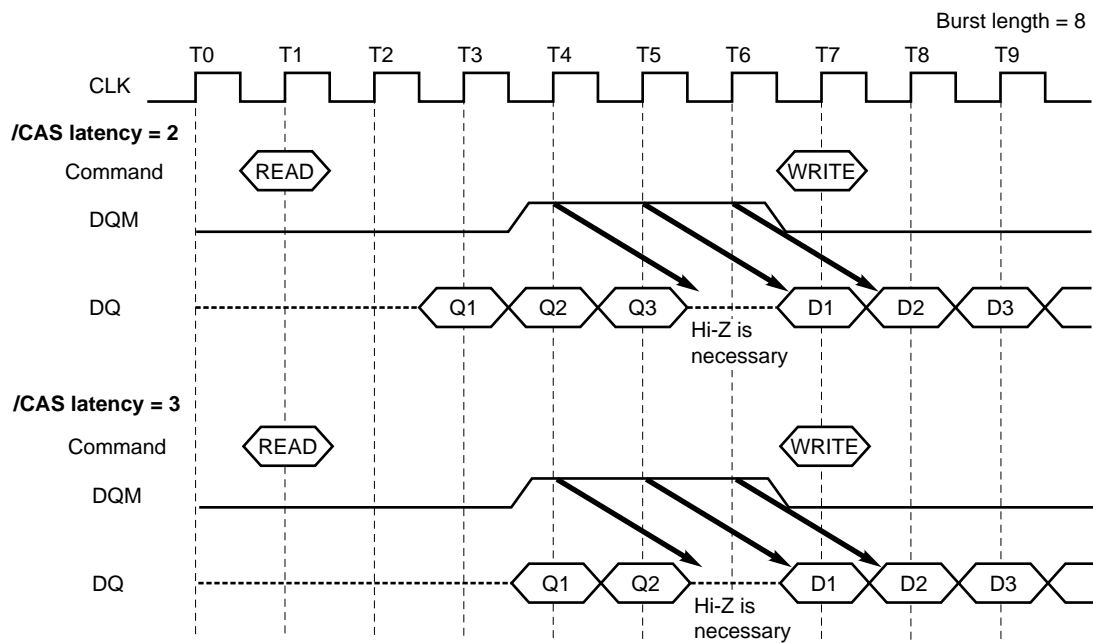 Burst length = 8
T0 T1 T2 T3 T4 T5 T6 T7 T8 T9
CLK
/CAS latency = 2
Command READ WRITE
DQM
DQ Q1 Q2 Q3 D1 D2 D3
Hi-Z is
necessary
/CAS latency = 3
Command READ WRITE
DQM
DQ Q1 Q2 D1 D2 D3
Hi-Z is
necessary